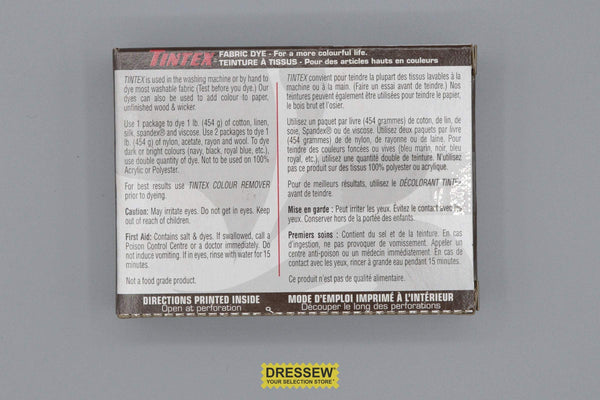 TINTEX FABRIC DYE - For a more colourful life.
TEINTURE À TISSUS - Pour des articles hauts en couleurs
TINTEX is used in the washing machine or by hand to
dye most washable fabric (Test before you dye.) Our
dyes can also be used to add colour to paper,
unfinished wood & wicker.
Use 1 package to dye 1 lb. (454 g) of cotton, linen,
silk, spandex® and viscose. Use 2 packages to dye 1
lb. (454 g) of nylon, acetate, rayon and wool. To dye
dark or bright colours (navy, black, royal blue, etc.),
use double quantity of dye. Not to be used on 100%
Acrylic or Polyester.
For best results use TINTEX COLOUR REMOVER
prior to dyeing.
Caution: May irritate eyes. Do not get in eyes. Keep
out of reach of children.
First Aid: Contains salt & dyes. If swallowed, call a
Poison Control Centre or a doctor immediately. Do
not induce vomiting. If in eyes, rinse with water for 15
minutes.
Not a food grade product.
DIRECTIONS PRINTED INSIDE
Open at perforation
TINTEX convient pour teindre la plupart des tissus lavables à la
machine ou à la main. (Faire un essai avant de teindre.) Nos
teintures peuvent également être utilisées pour teindre le papier,
le bois brut et l'osier.
Utilisez un paquet par livre (454 grammes) de coton, de lin, de
soie, Spandex® ou de viscose. Utilisez deux paquets par livre
(454 grammes) de nylon, de rayonne ou de laine. Pour
teindre des couleurs foncées ou vives (bleu marin, noir, bleu
royal, etc.), utilisez une quantité double de teinture. N'utilisez
pas ce produit sur des tissus 100% polyester ou acrylique.
Pour de meilleurs résultats, utilisez le DÉCOLORANT TINT
avant de teindre.
Mise en garde : Peut irriter les yeux. Évitez le contact avec les
yeux. Conserver hors de la portée des enfants.
Premiers soins : Contient du sel et de la teinture. En cas
d'ingestion, ne pas provoquer de vomissement. Appeler un
centre anti-poison ou un médecin immédiatement. En cas de
contact avec les yeux, rincer à grande eau pendant 15 minutes.
Ce produit n'est pas de qualité alimentaire.
MODE D'EMPLOI IMPRIMÉ À L'INTÉRIEUR
Découper le long des perforations
DRESSEW
YOUR SELECTION STORE